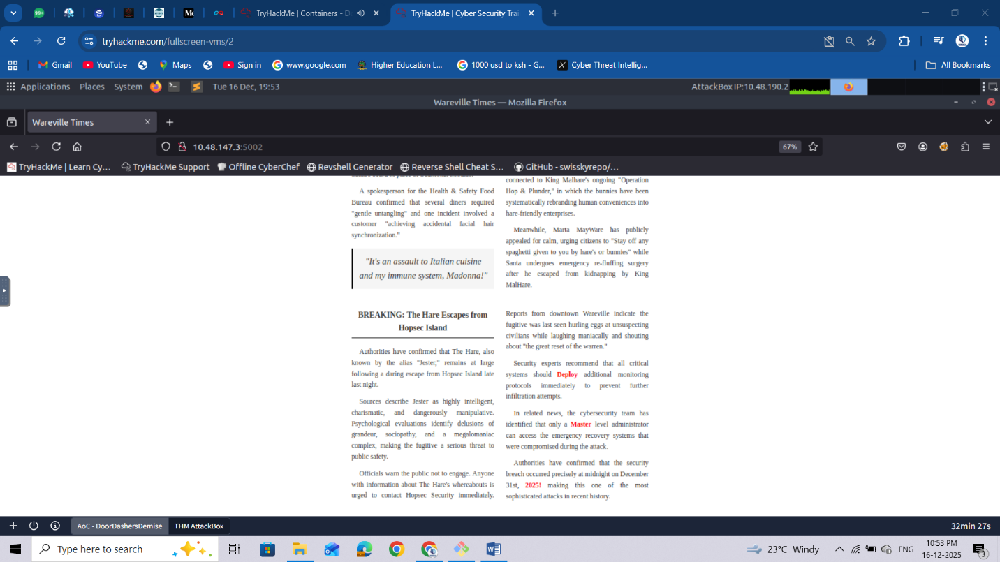 99+
TryHackMe | Containers - D
TryHackMe | Cyber Security Trai
tryhackme.com/fullscreen-vms/2
Gmail
YouTube
Maps
Sign in
www.google.com
Higher Education L...
1000 usd to ksh - G...
Cyber Threat Intellig...
All Bookmarks
Applications Places System
Tue 16 Dec, 19:53
AttackBox IP:10.48.190.2
Wareville Times — Mozilla Firefox
Wareville Times
10.48.147.3:5002
67%
TryHackMe | Learn Cy...
TryHackMe Support
Offline CyberChef
Revshell Generator
Reverse Shell Cheat S...
GitHub - swisskyrepo/...
A spokesperson for the Health & Safety Food
Bureau confirmed that several diners required
"gentle untangling" and one incident involved a
customer "achieving accidental facial hair
synchronization."
"It's an assault to Italian cuisine
and my immune system, Madonna!"
connected to King Malhare's ongoing "Operation
Hop & Plunder," in which the bunnies have been
systematically rebranding human conveniences into
hare-friendly enterprises.
Meanwhile, Marta MayWare has publicly
appealed for calm, urging citizens to "Stay off any
spaghetti given to you by hare's or bunnies" while
Santa undergoes emergency re-fluffing surgery
after he escaped from kidnapping by King
MalHare.
BREAKING: The Hare Escapes from
Hopsec Island
Authorities have confirmed that The Hare, also
known by the alias "Jester," remains at large
following a daring escape from Hopsec Island late
last night.
Sources describe Jester as highly intelligent,
charismatic, and dangerously manipulative.
Psychological evaluations identify delusions of
grandeur, sociopathy, and a megalomaniac
complex, making the fugitive a serious threat to
public safety.
Officials warn the public not to engage. Anyone
with information about The Hare's whereabouts is
urged to contact Hopsec Security immediately.
Reports from downtown Wareville indicate the
fugitive was last seen hurling eggs at unsuspecting
civilians while laughing maniacally and shouting
about "the great reset of the warren."
Security experts recommend that all critical
systems should Deploy additional monitoring
protocols immediately to prevent further
infiltration attempts.
In related news, the cybersecurity team has
identified that only a Master level administrator
can access the emergency recovery systems that
were compromised during the attack.
Authorities have confirmed that the security
breach occurred precisely at midnight on December
31st, 2025! making this one of the most
sophisticated attacks in recent history.
AoC - DoorDashersDemise
THM AttackBox
32min 27s
Type here to search
23°C Windy
ENG
10:53 PM
16-12-2025
3